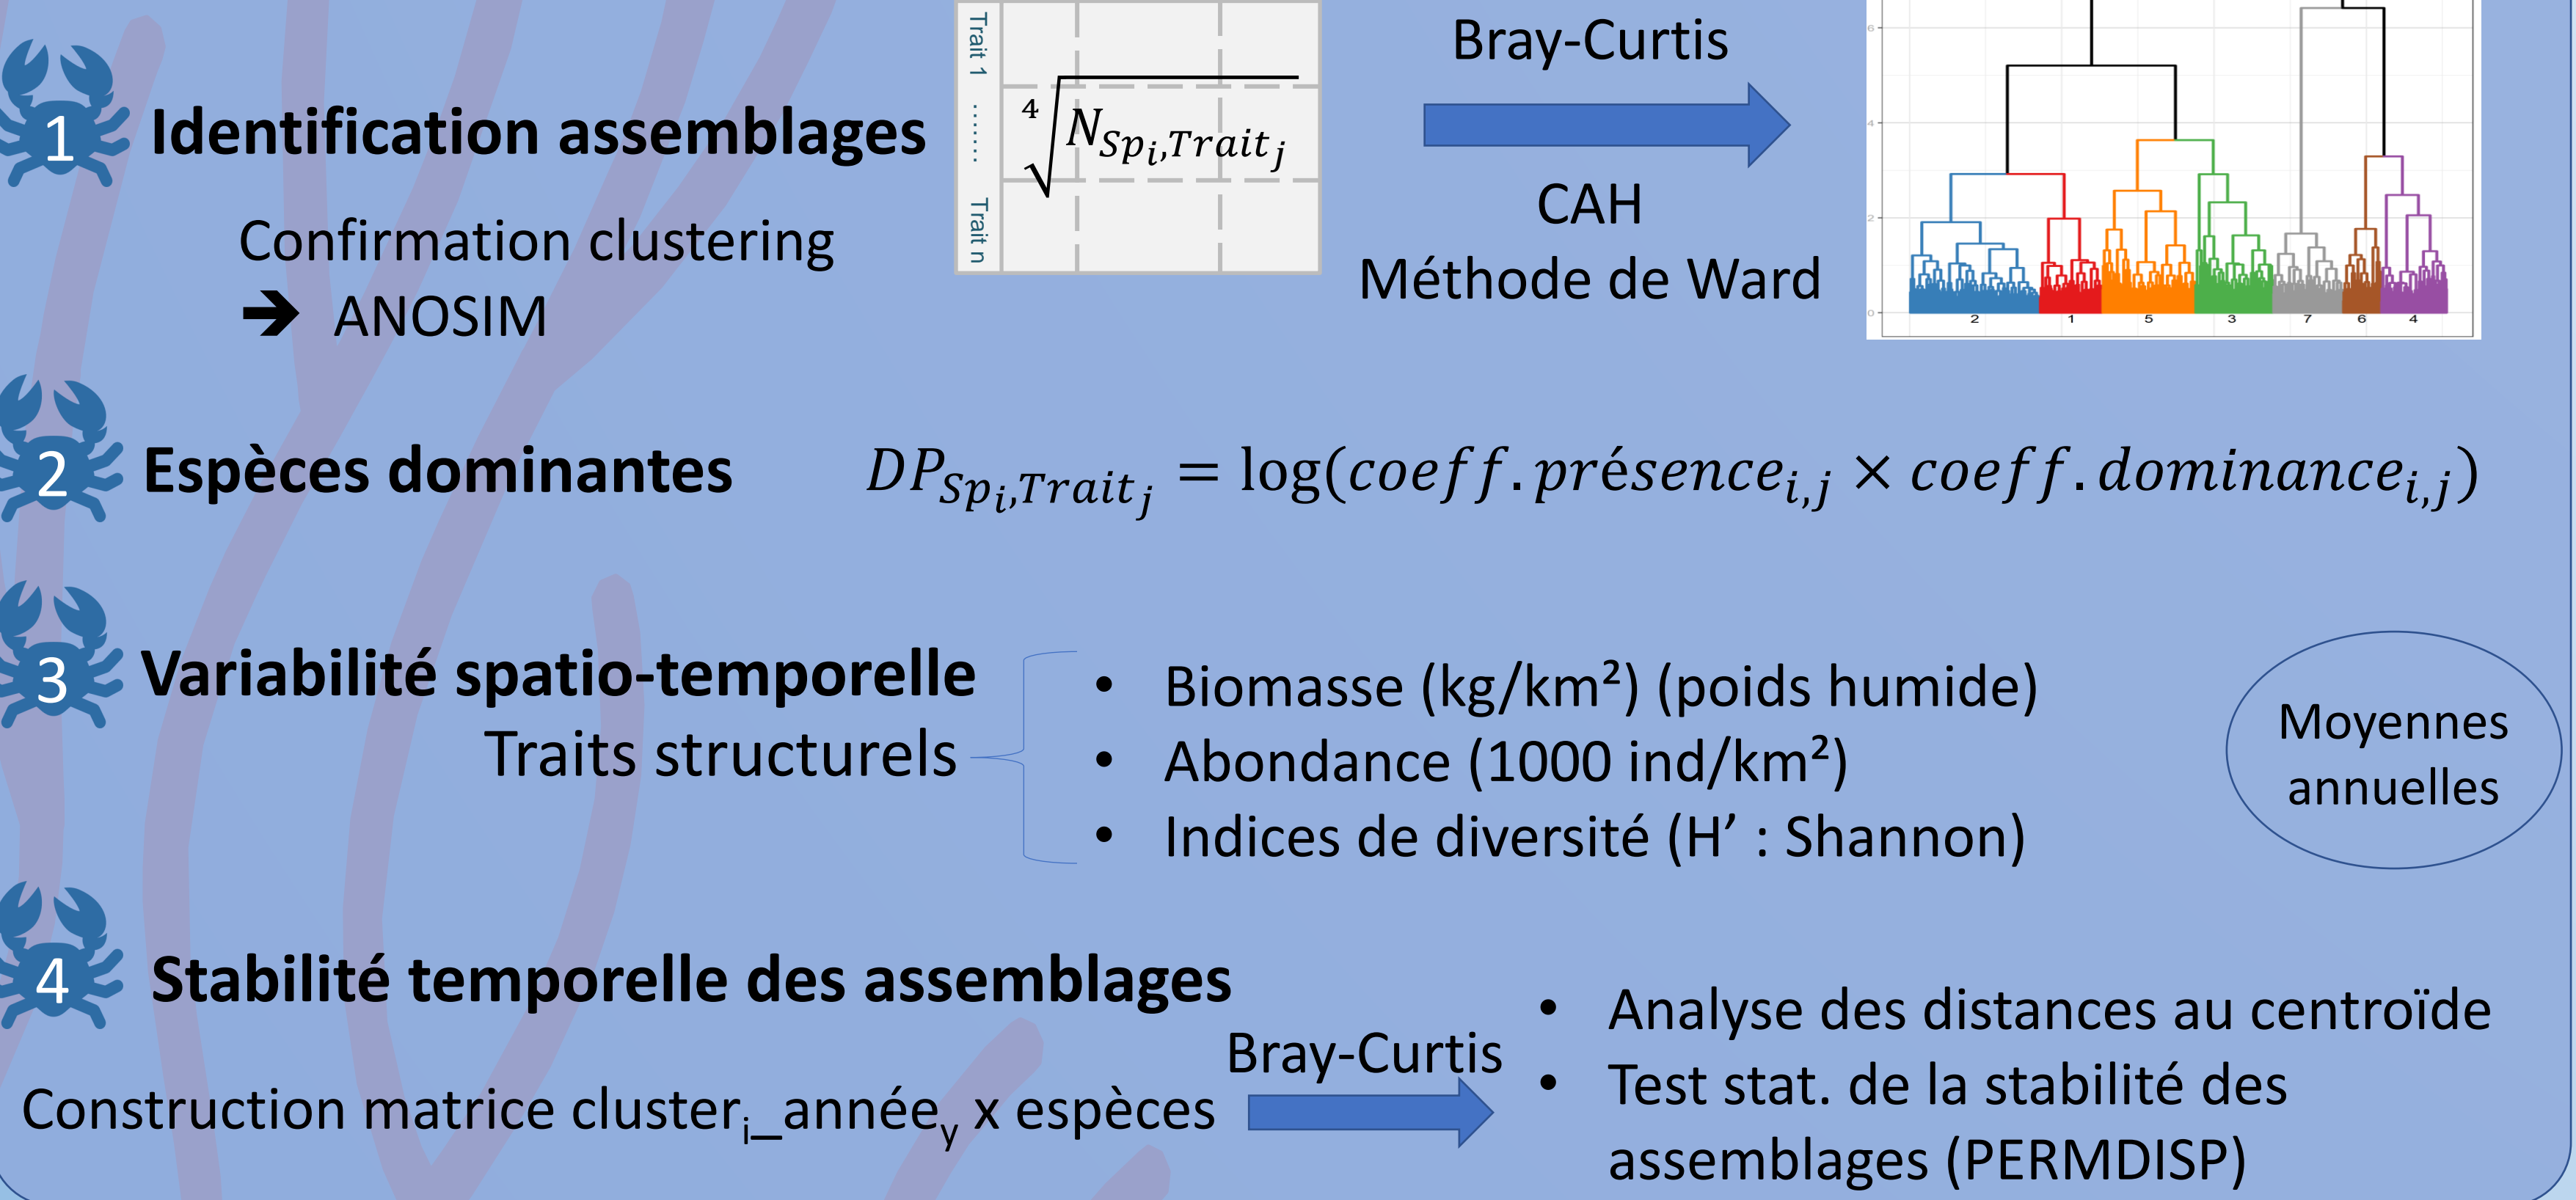 1
Identification assemblages
Confirmation clustering
➔ ANOSIM
Trait 1
......
Trait n
∜N_{Sp_i,Trait_j}
Bray-Curtis
CAH
Méthode de Ward
6
4
2
0
2 1 5 3 7 6 4
2
Espèces dominantes
DP_{Sp_i,Trait_j} = log(coeff.présence_{i,j} × coeff.dominance_{i,j})
3
Variabilité spatio-temporelle
Traits structurels
• Biomasse (kg/km²) (poids humide)
• Abondance (1000 ind/km²)
• Indices de diversité (H’ : Shannon)
Moyennes
annuelles
4
Stabilité temporelle des assemblages
Construction matrice cluster_i_année_y x espèces
Bray-Curtis
• Analyse des distances au centroïde
• Test stat. de la stabilité des
assemblages (PERMDISP)